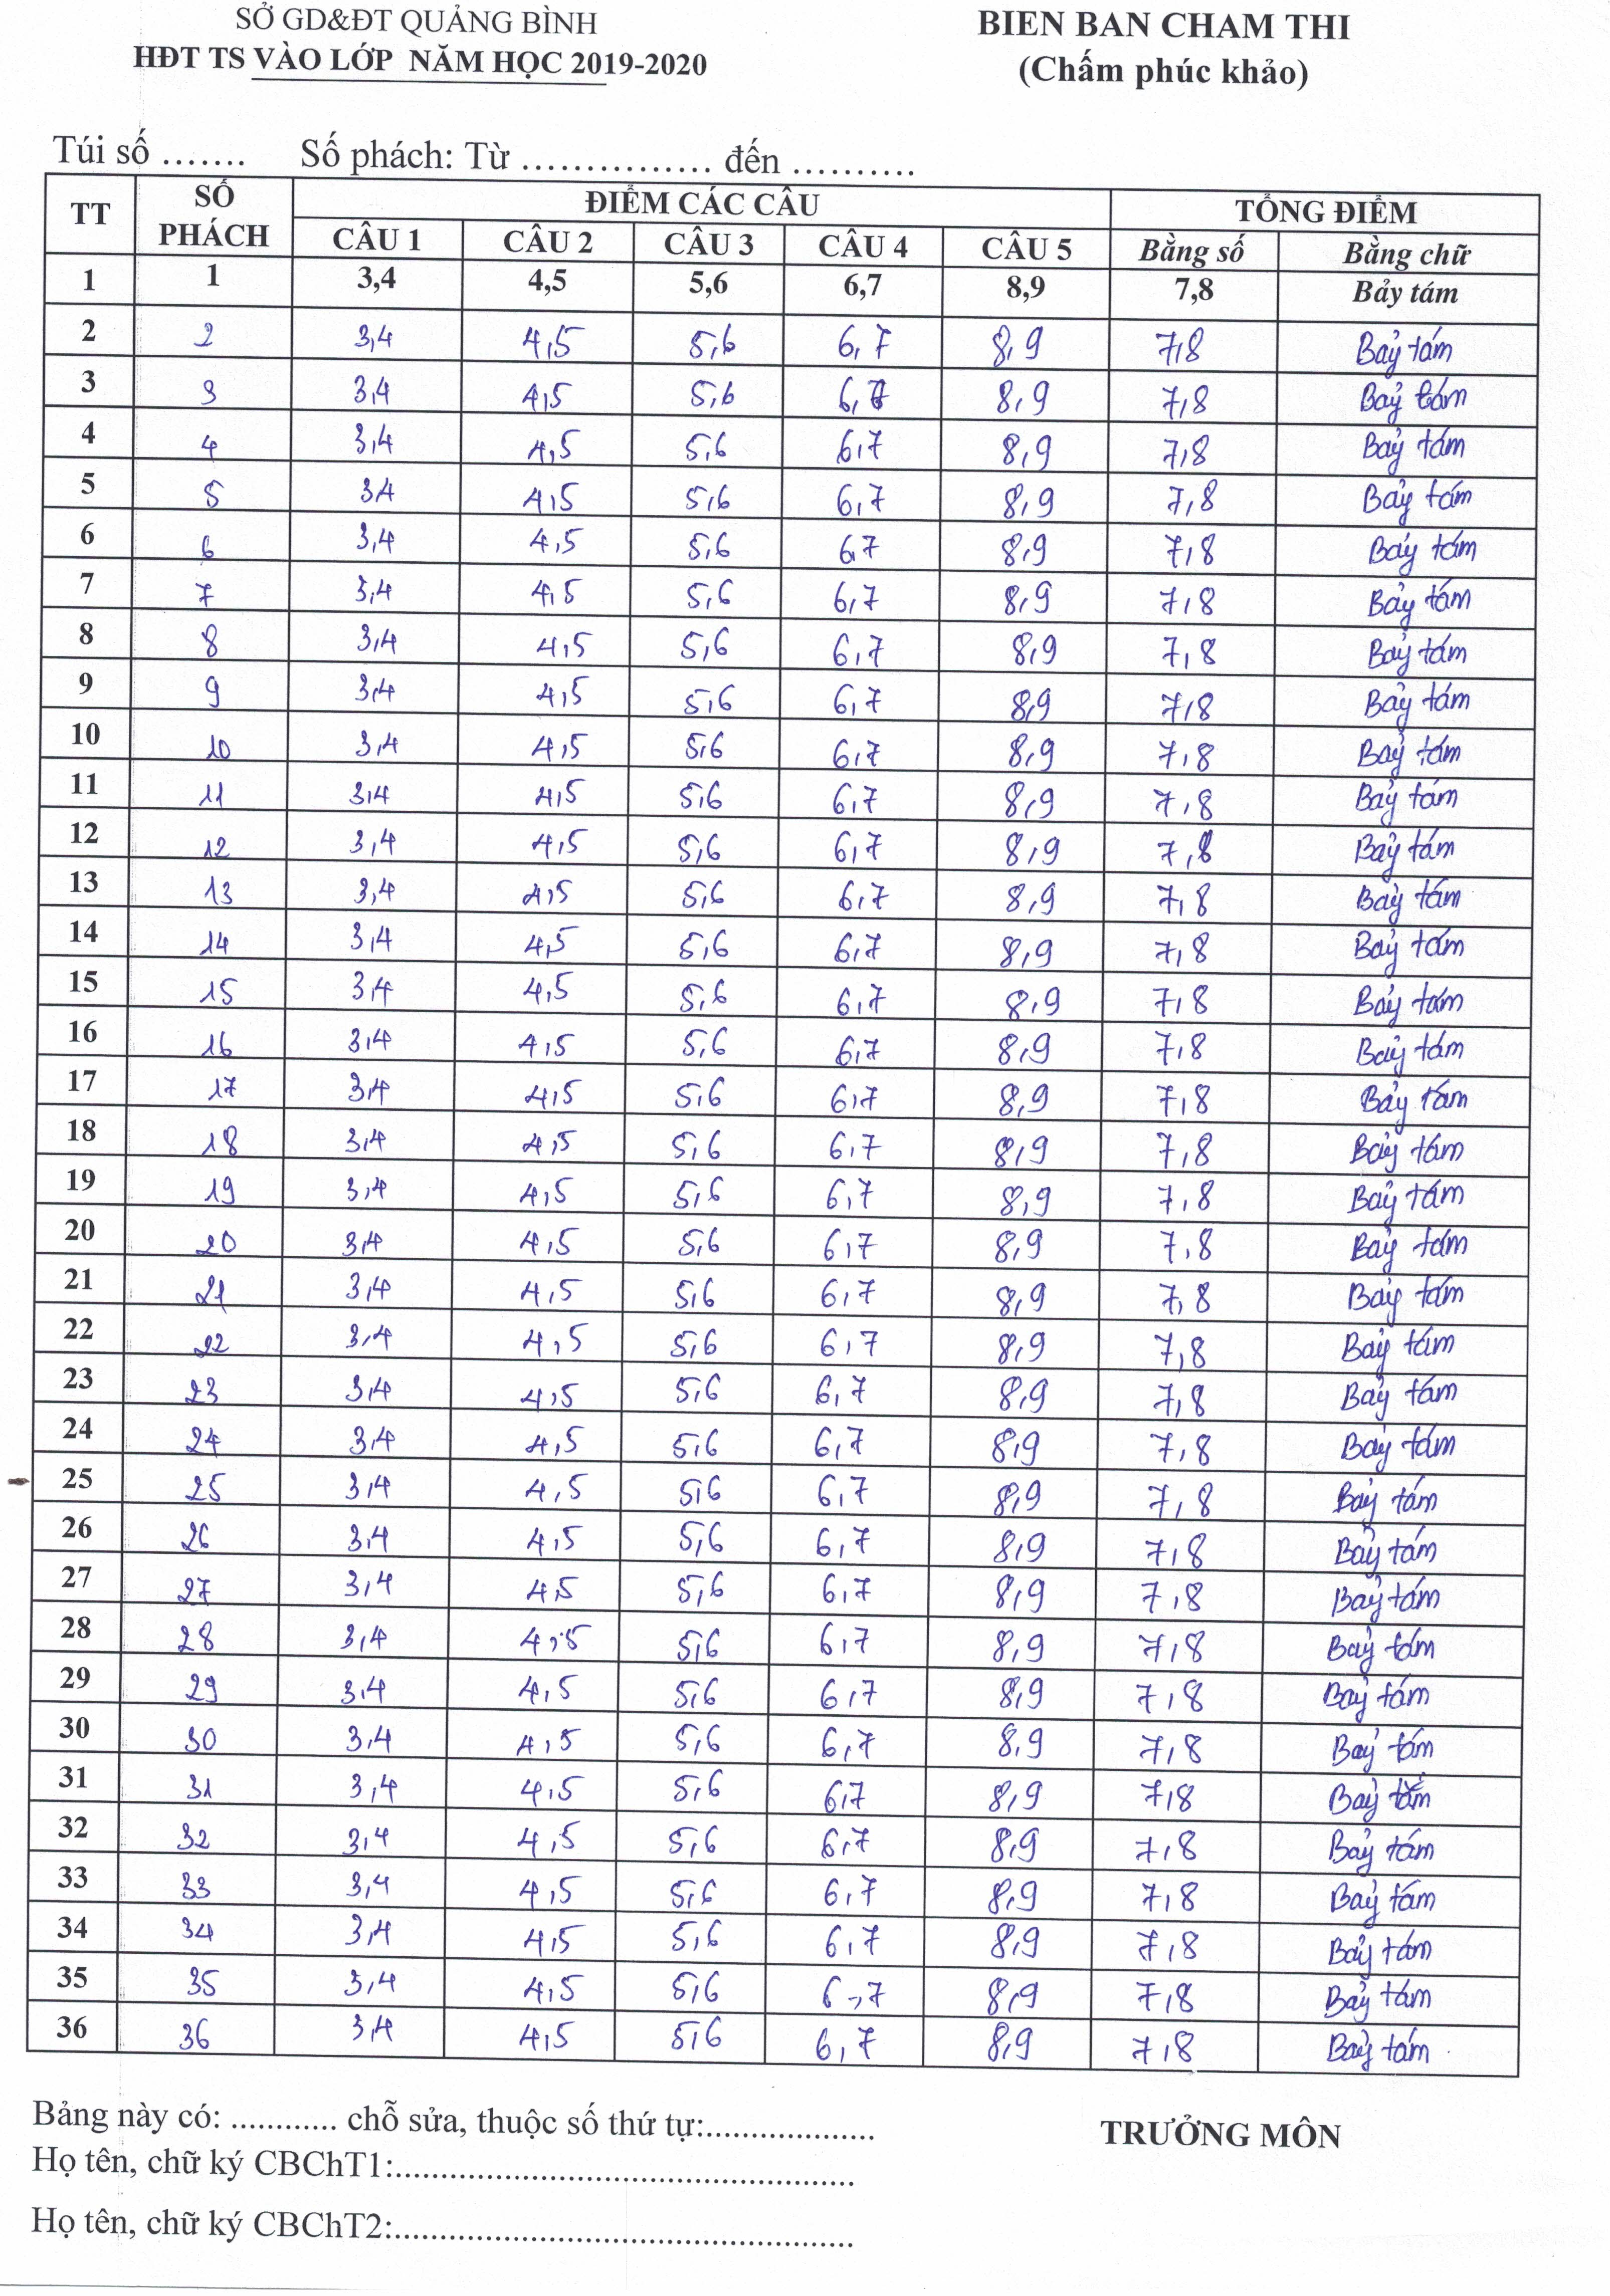 SỞ GD&ĐT QUẢNG BÌNH
HĐT TS VÀO LỚP NĂM HỌC 2019-2020
BIEN BAN CHAM THI
(Chấm phúc khảo)
Túi số ....... Số phách: Từ ............... đến ..........
TT SỐ PHÁCH ĐIỂM CÁC CÂU TỔNG ĐIỂM
CÂU 1 CÂU 2 CÂU 3 CÂU 4 CÂU 5 Bằng số Bằng chữ
1 1 3,4 4,5 5,6 6,7 8,9 7,8 Bảy tám
2 2 3,4 4,5 5,6 6,7 8,9 7,8 Bảy tám
3 3 3,4 4,5 5,6 6,7 8,9 7,8 Bảy tám
4 4 3,4 4,5 5,6 6,7 8,9 7,8 Bảy tám
5 5 3,4 4,5 5,6 6,7 8,9 7,8 Bảy tám
6 6 3,4 4,5 5,6 6,7 8,9 7,8 Bảy tám
7 7 3,4 4,5 5,6 6,7 8,9 7,8 Bảy tám
8 8 3,4 4,5 5,6 6,7 8,9 7,8 Bảy tám
9 9 3,4 4,5 5,6 6,7 8,9 7,8 Bảy tám
10 10 3,4 4,5 5,6 6,7 8,9 7,8 Bảy tám
11 11 3,4 4,5 5,6 6,7 8,9 7,8 Bảy tám
12 12 3,4 4,5 5,6 6,7 8,9 7,8 Bảy tám
13 13 3,4 4,5 5,6 6,7 8,9 7,8 Bảy tám
14 14 3,4 4,5 5,6 6,7 8,9 7,8 Bảy tám
15 15 3,4 4,5 5,6 6,7 8,9 7,8 Bảy tám
16 16 3,4 4,5 5,6 6,7 8,9 7,8 Bảy tám
17 17 3,4 4,5 5,6 6,7 8,9 7,8 Bảy tám
18 18 3,4 4,5 5,6 6,7 8,9 7,8 Bảy tám
19 19 3,4 4,5 5,6 6,7 8,9 7,8 Bảy tám
20 20 3,4 4,5 5,6 6,7 8,9 7,8 Bảy tám
21 21 3,4 4,5 5,6 6,7 8,9 7,8 Bảy tám
22 22 3,4 4,5 5,6 6,7 8,9 7,8 Bảy tám
23 23 3,4 4,5 5,6 6,7 8,9 7,8 Bảy tám
24 24 3,4 4,5 5,6 6,7 8,9 7,8 Bảy tám
25 25 3,4 4,5 5,6 6,7 8,9 7,8 Bảy tám
26 26 3,4 4,5 5,6 6,7 8,9 7,8 Bảy tám
27 27 3,4 4,5 5,6 6,7 8,9 7,8 Bảy tám
28 28 3,4 4,5 5,6 6,7 8,9 7,8 Bảy tám
29 29 3,4 4,5 5,6 6,7 8,9 7,8 Bảy tám
30 30 3,4 4,5 5,6 6,7 8,9 7,8 Bảy tám
31 31 3,4 4,5 5,6 6,7 8,9 7,8 Bảy tám
32 32 3,4 4,5 5,6 6,7 8,9 7,8 Bảy tám
33 33 3,4 4,5 5,6 6,7 8,9 7,8 Bảy tám
34 34 3,4 4,5 5,6 6,7 8,9 7,8 Bảy tám
35 35 3,4 4,5 5,6 6,7 8,9 7,8 Bảy tám
36 36 3,4 4,5 5,6 6,7 8,9 7,8 Bảy tám
Bảng này có: ............ chỗ sửa, thuộc số thứ tự:...................
TRƯỞNG MÔN
Họ tên, chữ ký CBChT1:....................................................
Họ tên, chữ ký CBChT2:....................................................